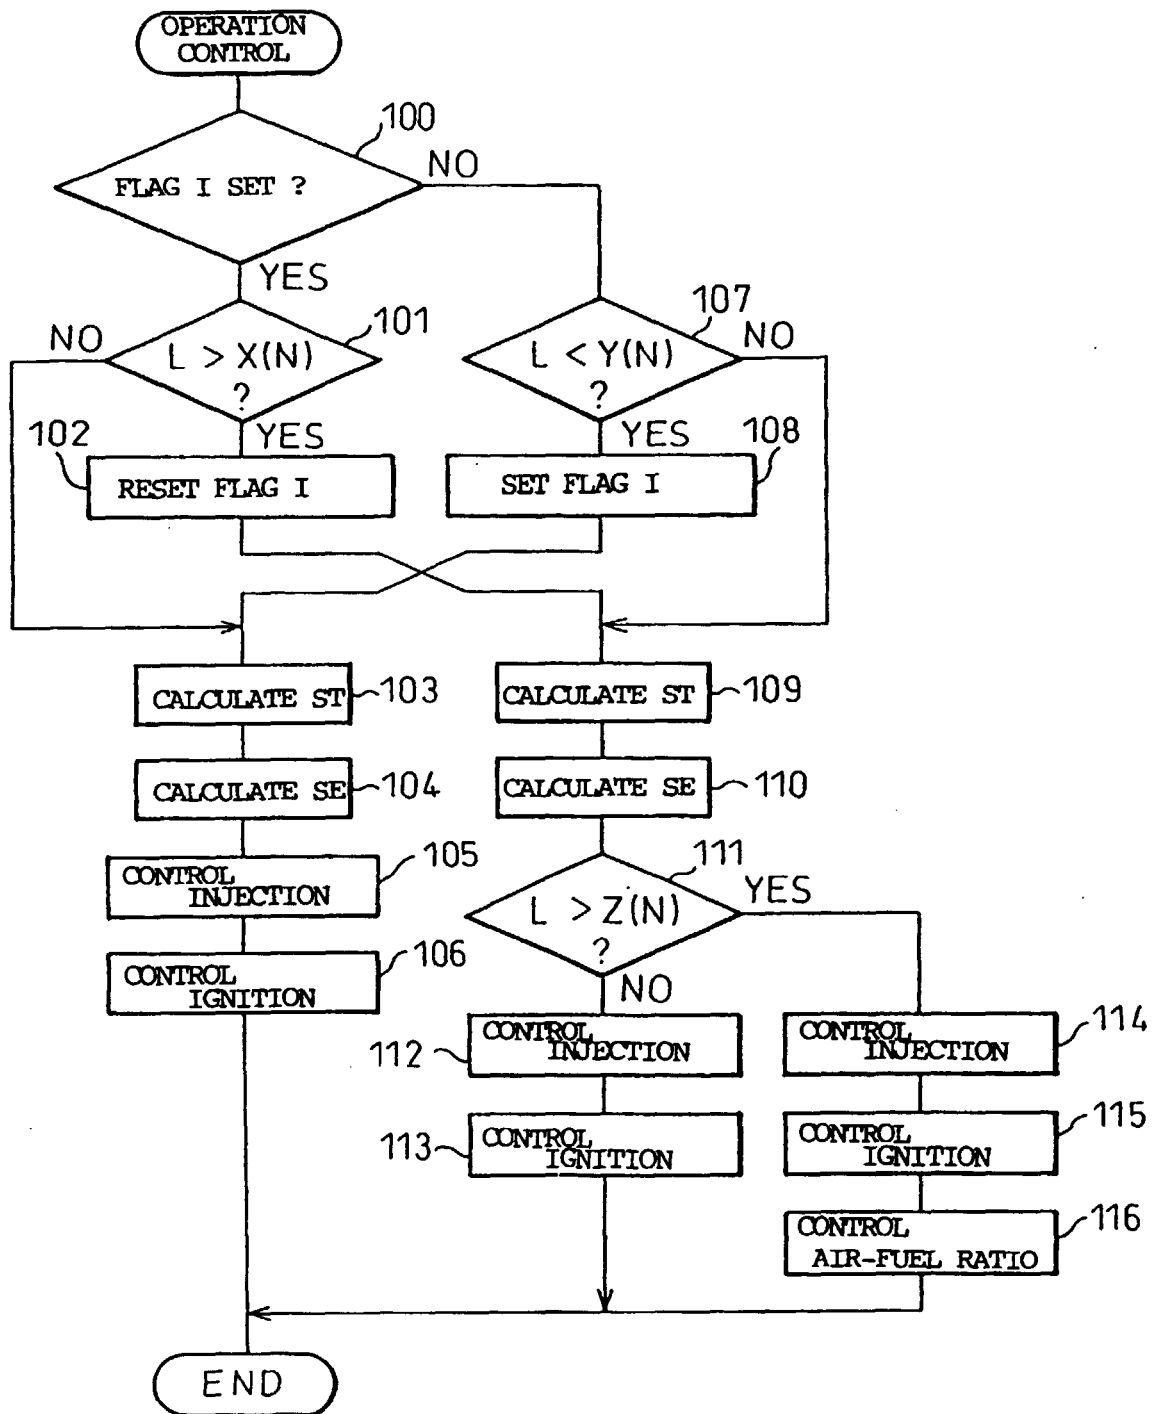 OPERATION
CONTROL
100
FLAG I SET ?
NO
YES
101
NO
L > X(N)
?
YES
107
L < Y(N)
?
NO
YES
102
RESET FLAG I
108
SET FLAG I
CALCULATE ST
103
CALCULATE ST
109
CALCULATE SE
104
CALCULATE SE
110
CONTROL
INJECTION
105
CONTROL
IGNITION
106
111
L > Z(N)
?
YES
NO
112
CONTROL
INJECTION
CONTROL
INJECTION
114
113
CONTROL
IGNITION
CONTROL
IGNITION
115
CONTROL
AIR-FUEL RATIO
116
END